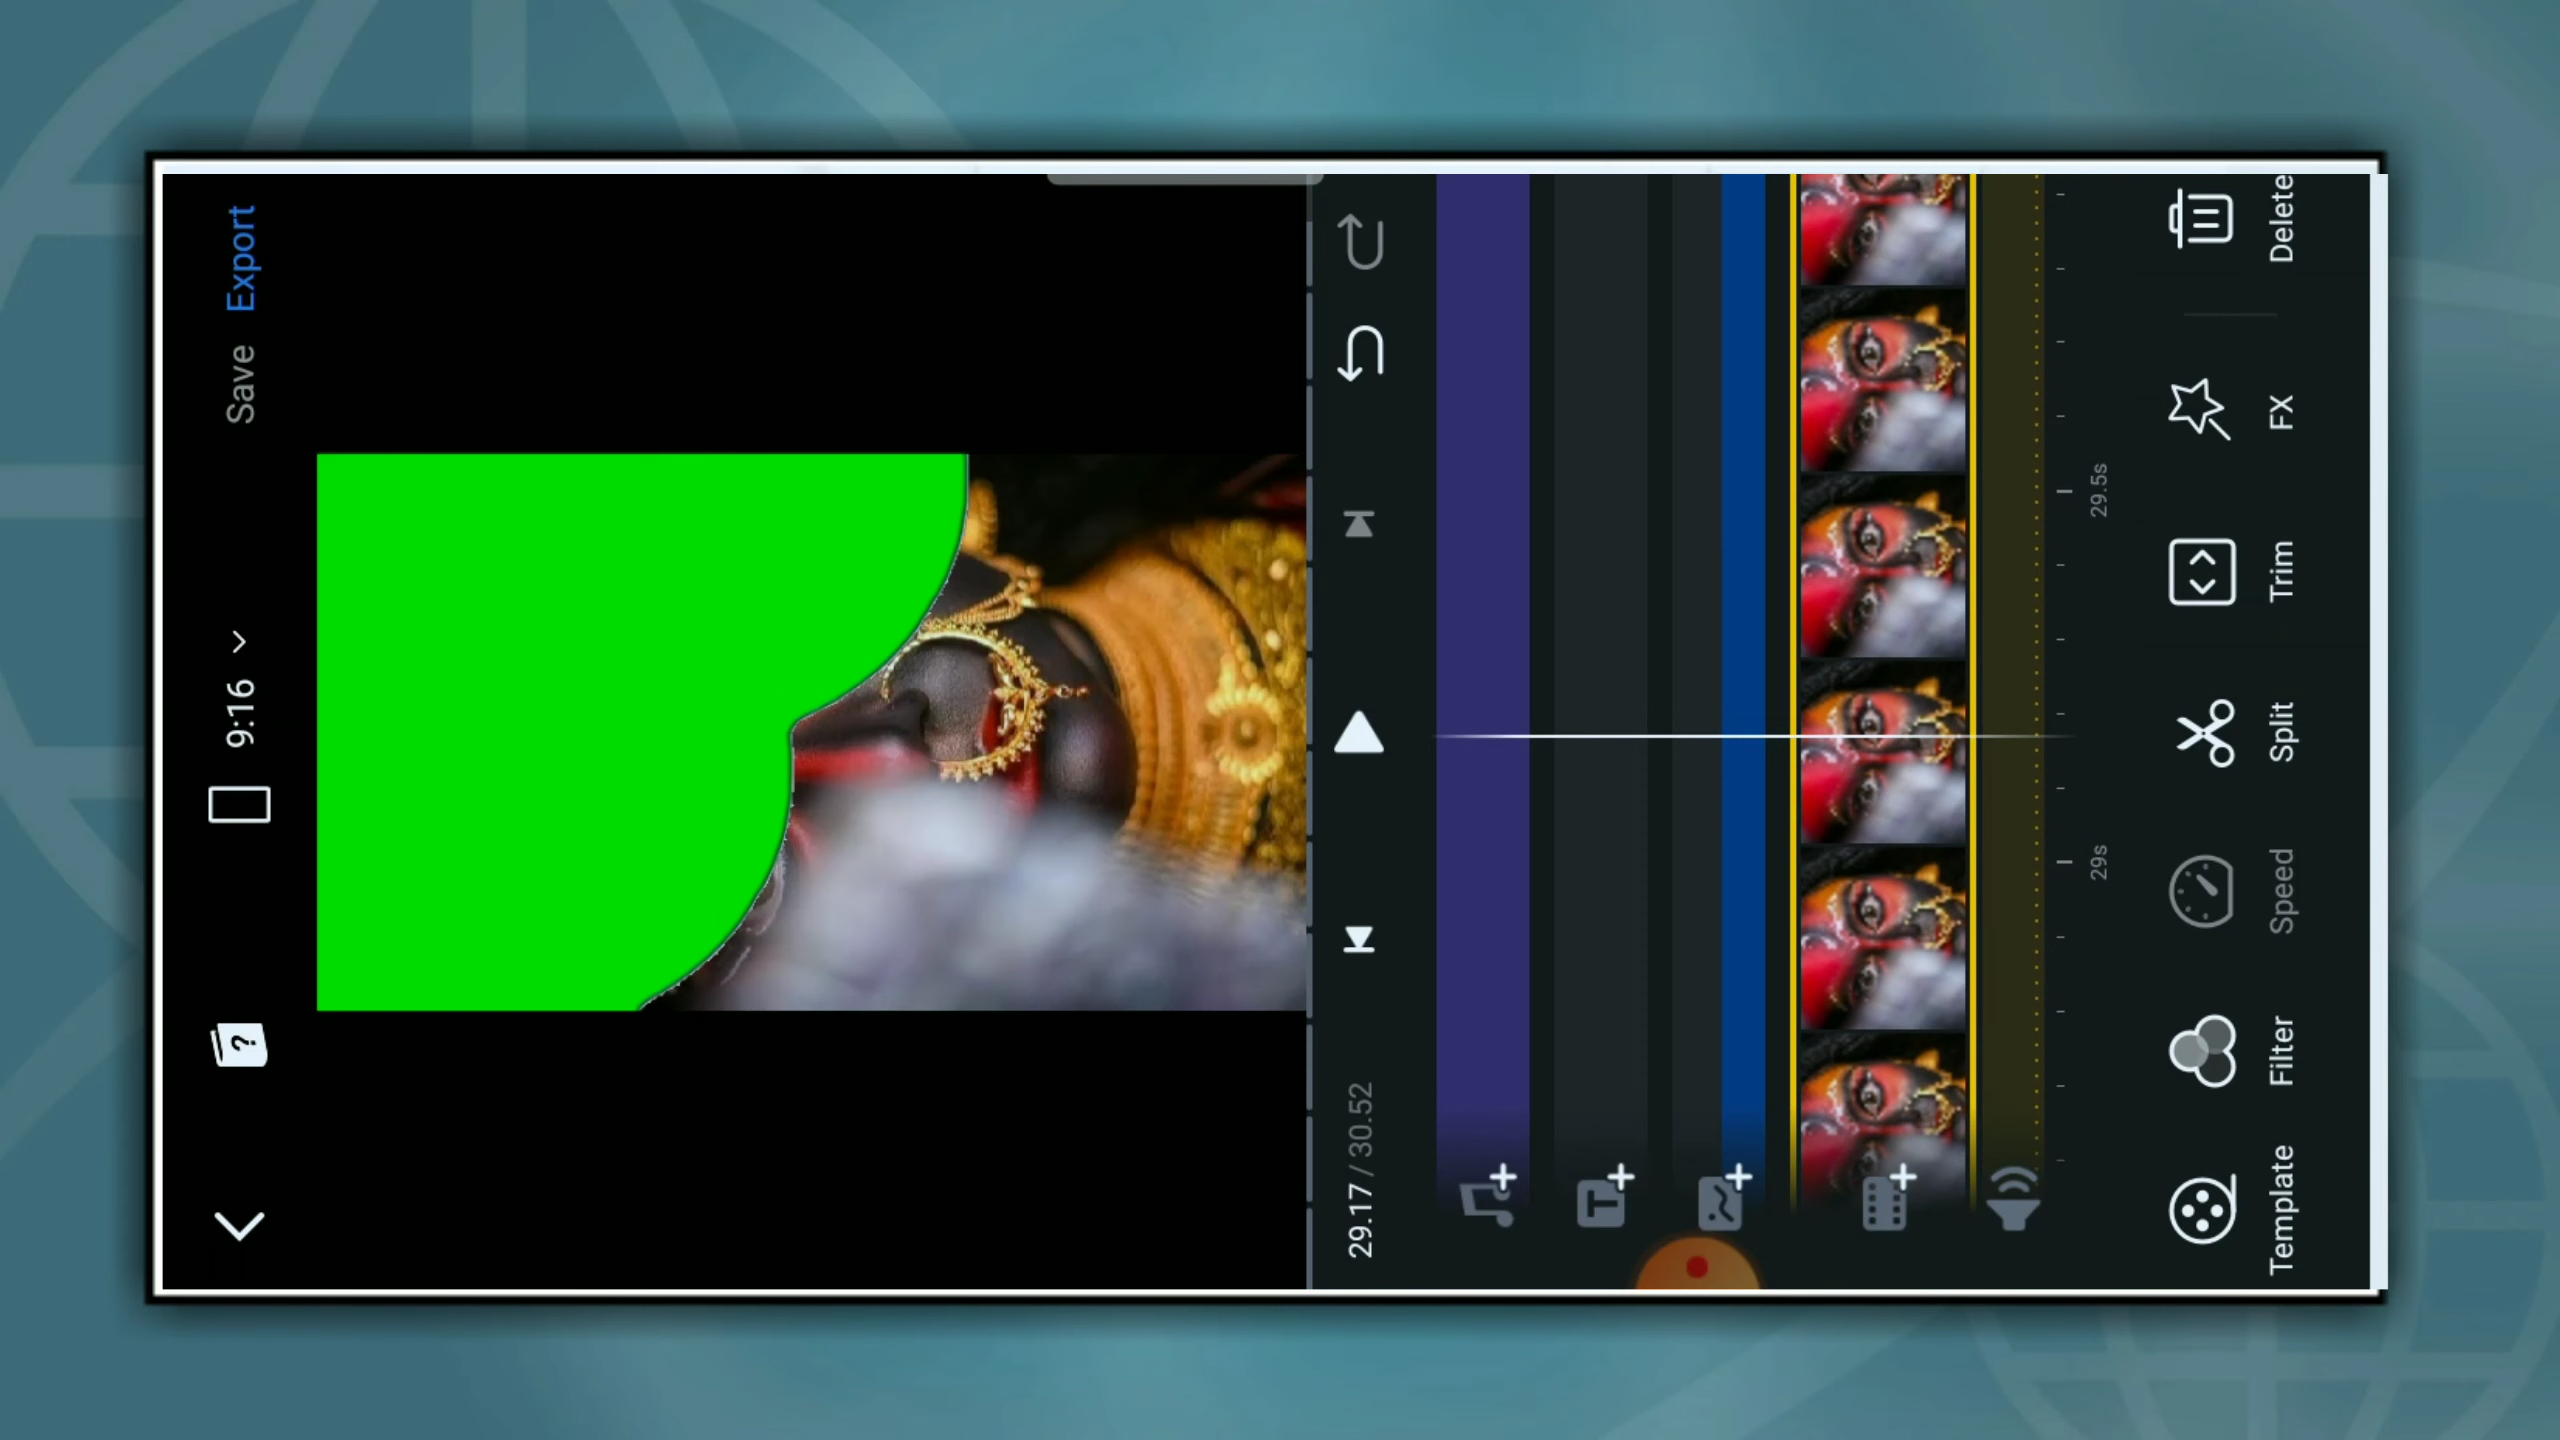 9:16
Save
Export
29.17 / 30.52
29s
29.5s
Template
Filter
Speed
Split
Trim
FX
Delete